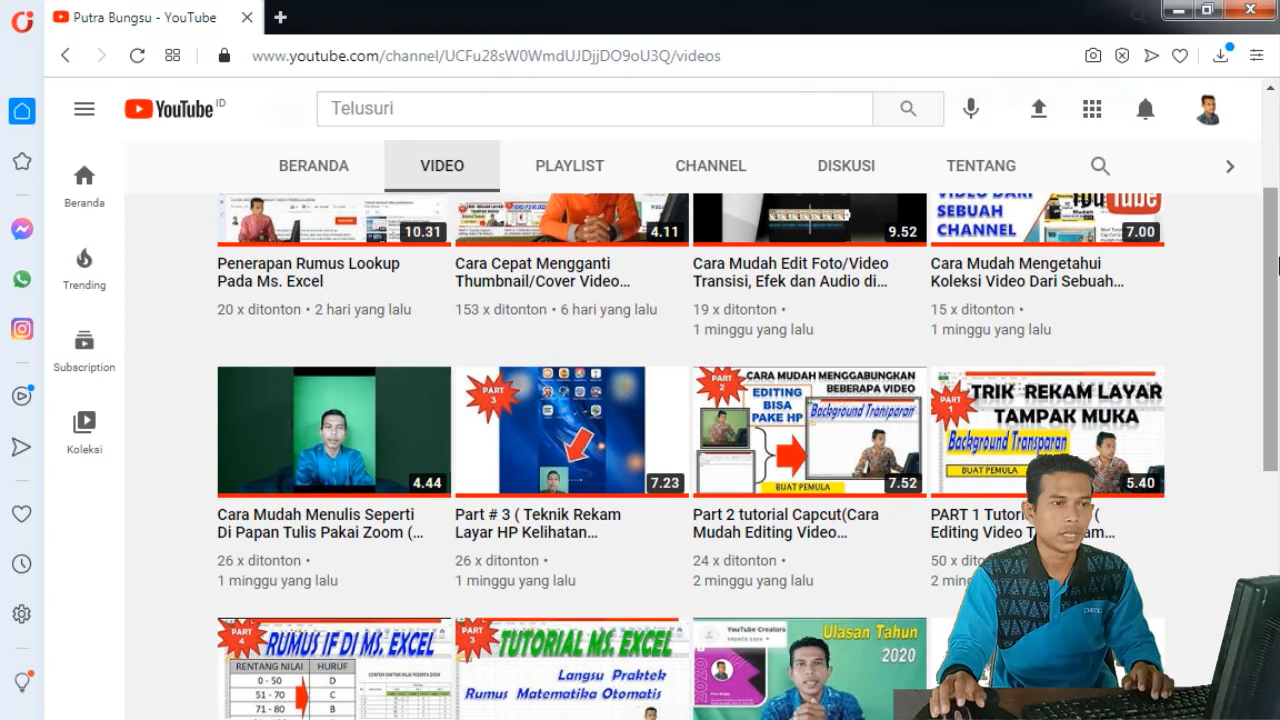 Putra Bungsu - YouTube
www.youtube.com/channel/UCFu28sW0WmdUJDjjDO9oU3Q/videos
YouTube ID
Telusuri
BERANDA VIDEO PLAYLIST CHANNEL DISKUSI TENTANG
Beranda
Trending
Subscription
Koleksi
10.31
Penerapan Rumus Lookup
Pada Ms. Excel
20 x ditonton • 2 hari yang lalu
4.11
Cara Cepat Mengganti
Thumbnail/Cover Video…
153 x ditonton • 6 hari yang lalu
9.52
Cara Mudah Edit Foto/Video
Transisi, Efek dan Audio di…
19 x ditonton •
1 minggu yang lalu
VIDEO DARI
SEBUAH
CHANNEL
YouTube
7.00
Cara Mudah Mengetahui
Koleksi Video Dari Sebuah…
15 x ditonton •
1 minggu yang lalu
4.44
Cara Mudah Menulis Seperti
Di Papan Tulis Pakai Zoom (…
26 x ditonton •
1 minggu yang lalu
PART
3
7.23
Part # 3 ( Teknik Rekam
Layar HP Kelihatan…
26 x ditonton •
1 minggu yang lalu
PART
2
CARA MUDAH MENGGABUNGKAN
BEBERAPA VIDEO
EDITING
BISA
PAKE HP
Background Transparan
BUAT PEMULA
7.52
Part 2 tutorial Capcut(Cara
Mudah Editing Video…
24 x ditonton •
2 minggu yang lalu
PART
1
TRIK REKAM LAYAR
TAMPAK MUKA
Background Transparan
BUAT PEMULA
5.40
PART 1
Editing Video
50 x
PART
4
RUMUS IF DI MS. EXCEL
RENTANG NILAI HURUF
0 - 50 D
51 - 70 C
71 - 80 B
PART
3
TUTORIAL MS. EXCEL
Langsu Praktek
Rumus Matematika Otomatis
YouTube Creators
kepada saya
2020
Ulasan Tahun
2020